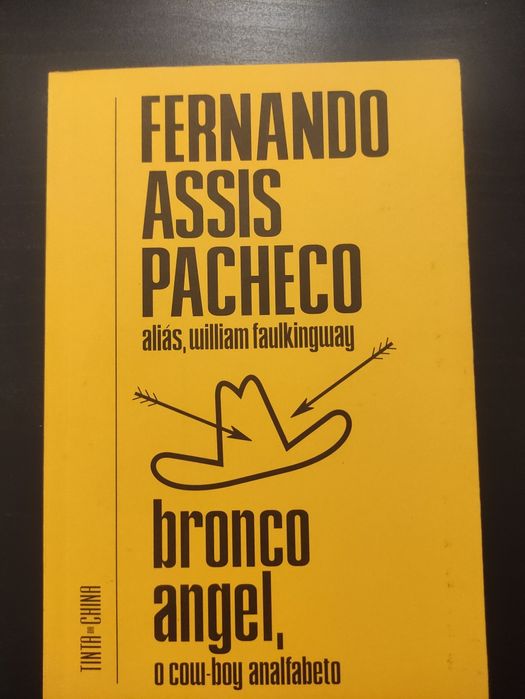 FERNANDO
ASSIS
PACHECO
aliás, william faulkingway
bronco
angel,
o cow-boy analfabeto
TINTA DA CHINA